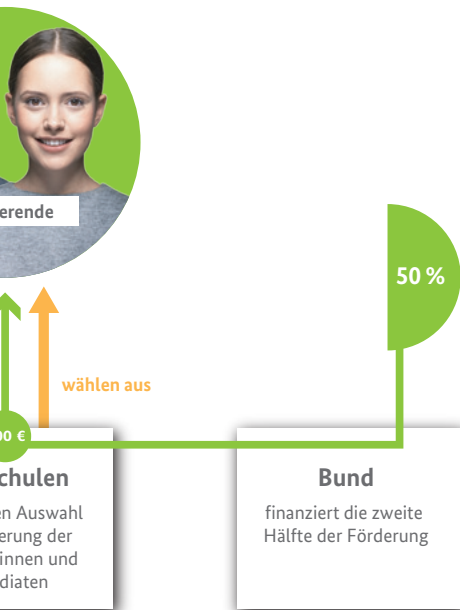 erende
50 %
wählen aus
00 €
chulen
en Auswahl
erung der
innen und
diaten
Bund
finanziert die zweite
Hälfte der Förderung